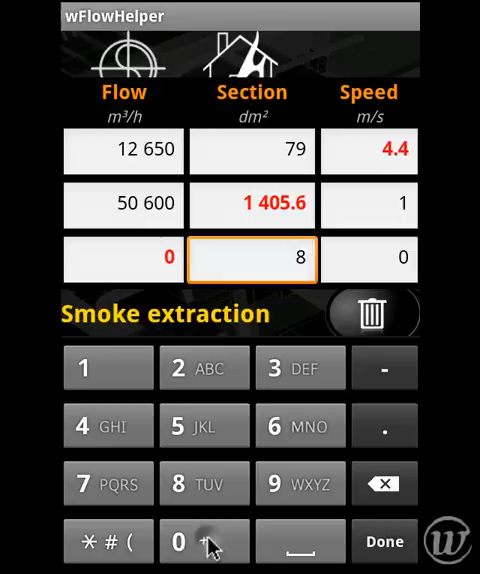 wFlowHelper
Flow Section Speed
m³/h dm² m/s
12 650 79 4.4
50 600 1 405.6 1
0 8 0
Smoke extraction
1 2 ABC 3 DEF -
4 GHI 5 JKL 6 MNO .
7 PQRS 8 TUV 9 WXYZ
* # ( 0 + Done
W